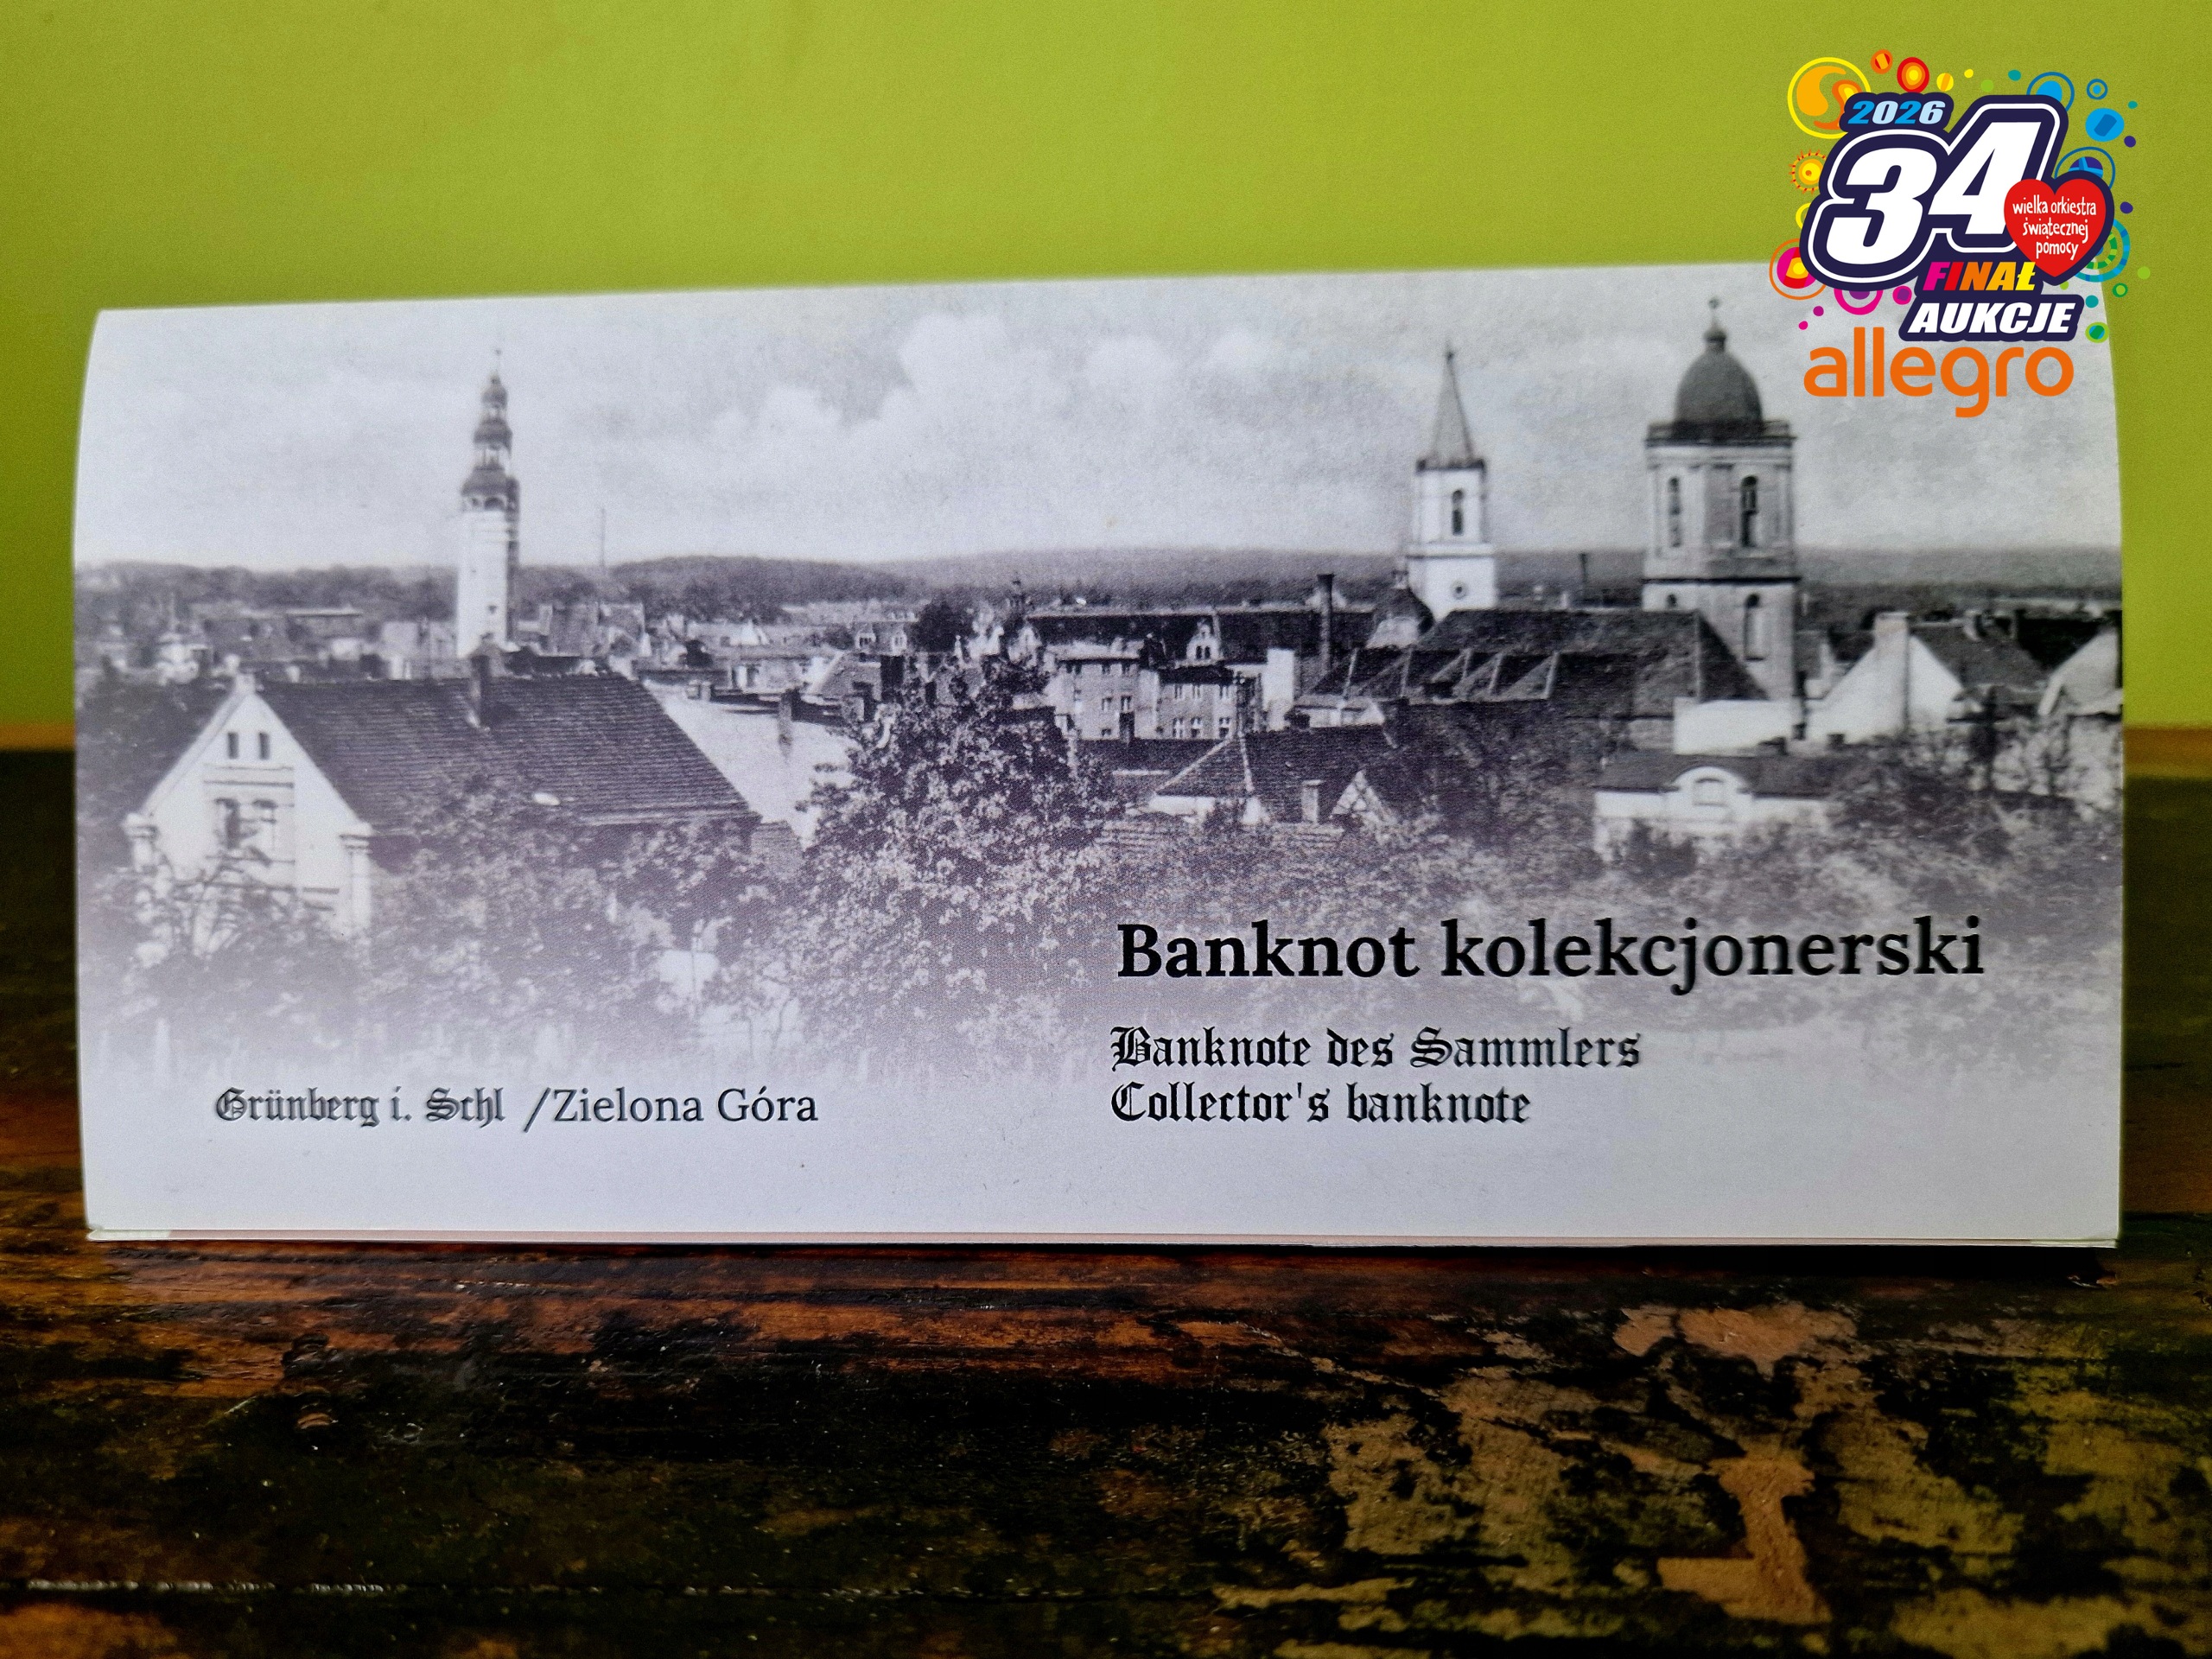 2026
34
wielka orkiestra
świątecznej
pomocy
FINAŁ
AUKCJE
allegro
Banknot kolekcjonerski
Banknote des Sammlers
Collector's banknote
Grünberg i. Schl /Zielona Góra